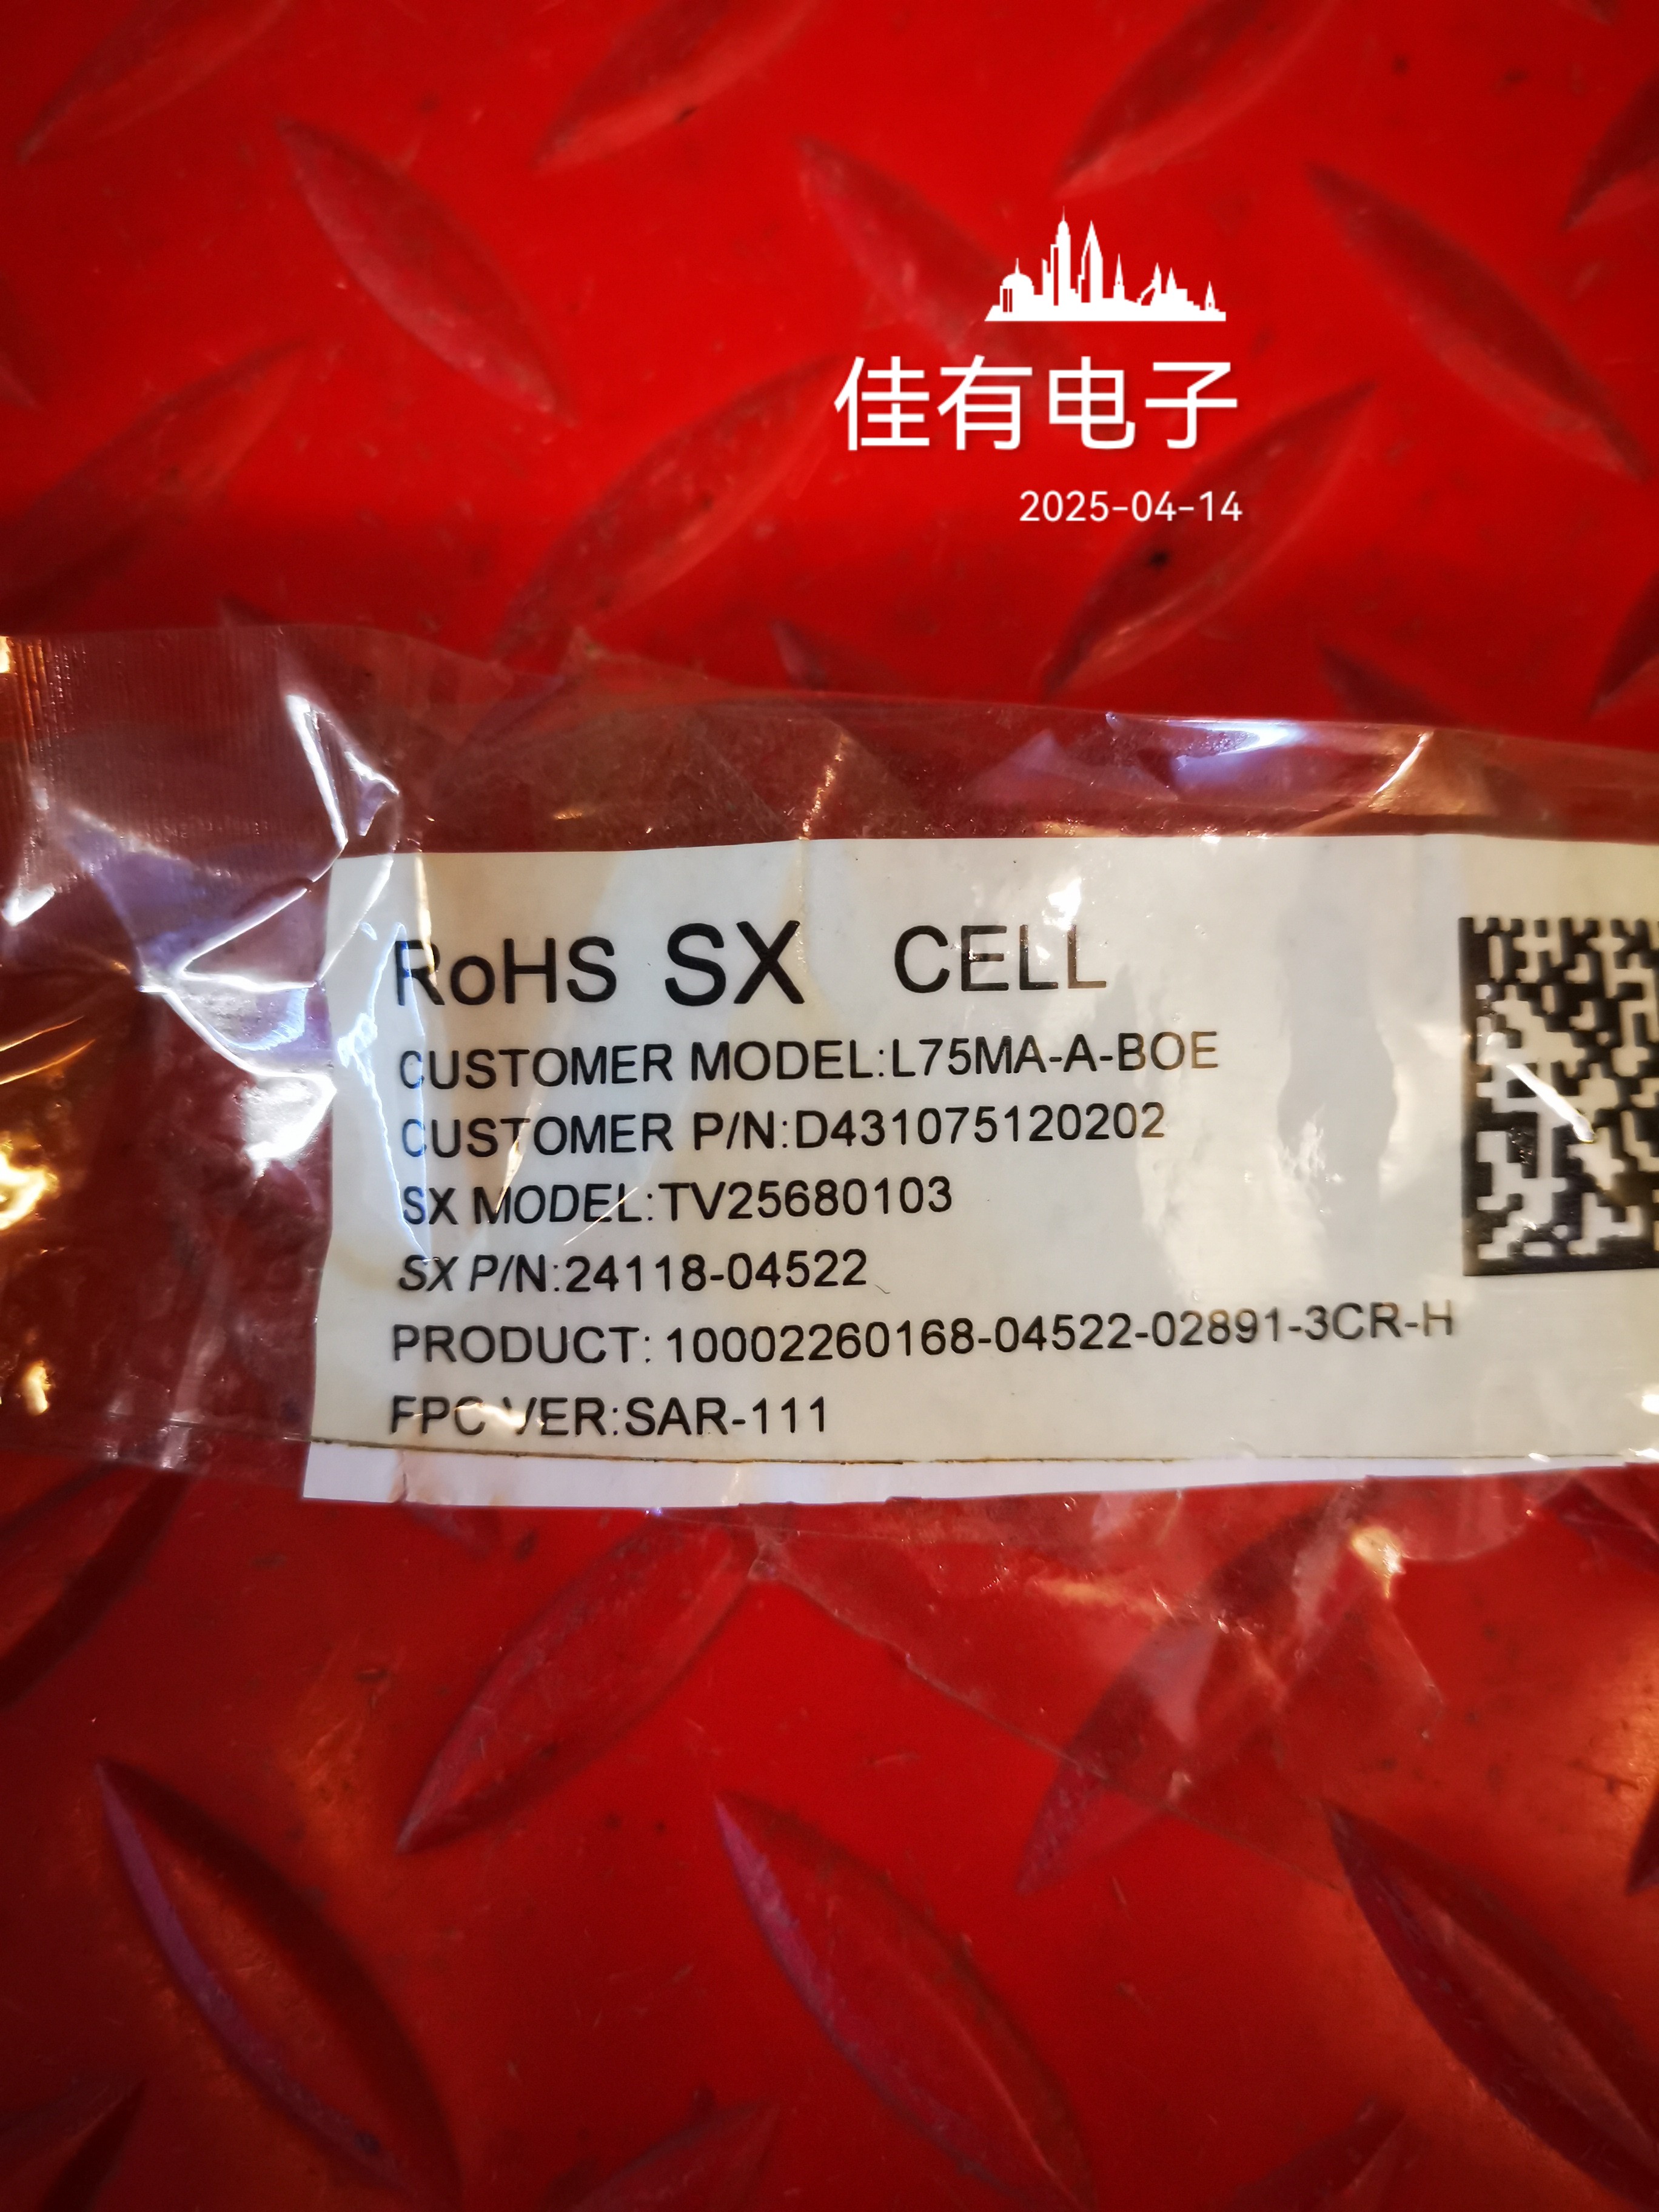 佳有电子
2025-04-14
RoHS SX CELL
CUSTOMER MODEL:L75MA-A-BOE
CUSTOMER P/N:D431075120202
SX MODEL:TV25680103
SX P/N:24118-04522
PRODUCT: 10002260168-04522-02891-3CR-H
FPC VER:SAR-111